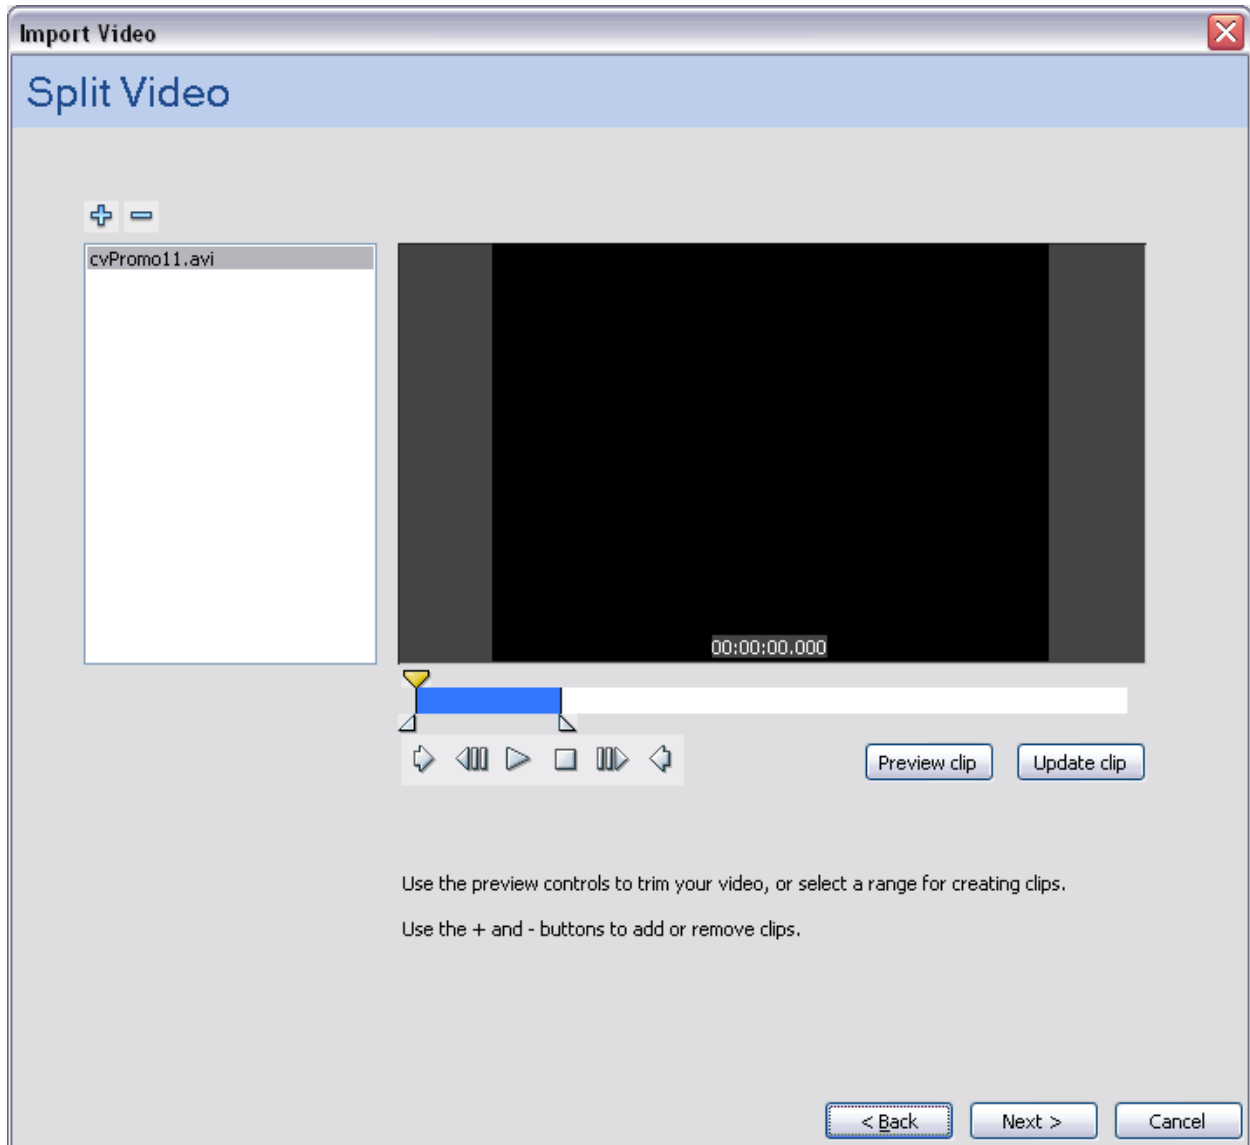 Import Video
Split Video
cvPromo11.avi
00:00:00.000
Preview clip
Update clip
Use the preview controls to trim your video, or select a range for creating clips.
Use the + and - buttons to add or remove clips.
< Back
Next >
Cancel